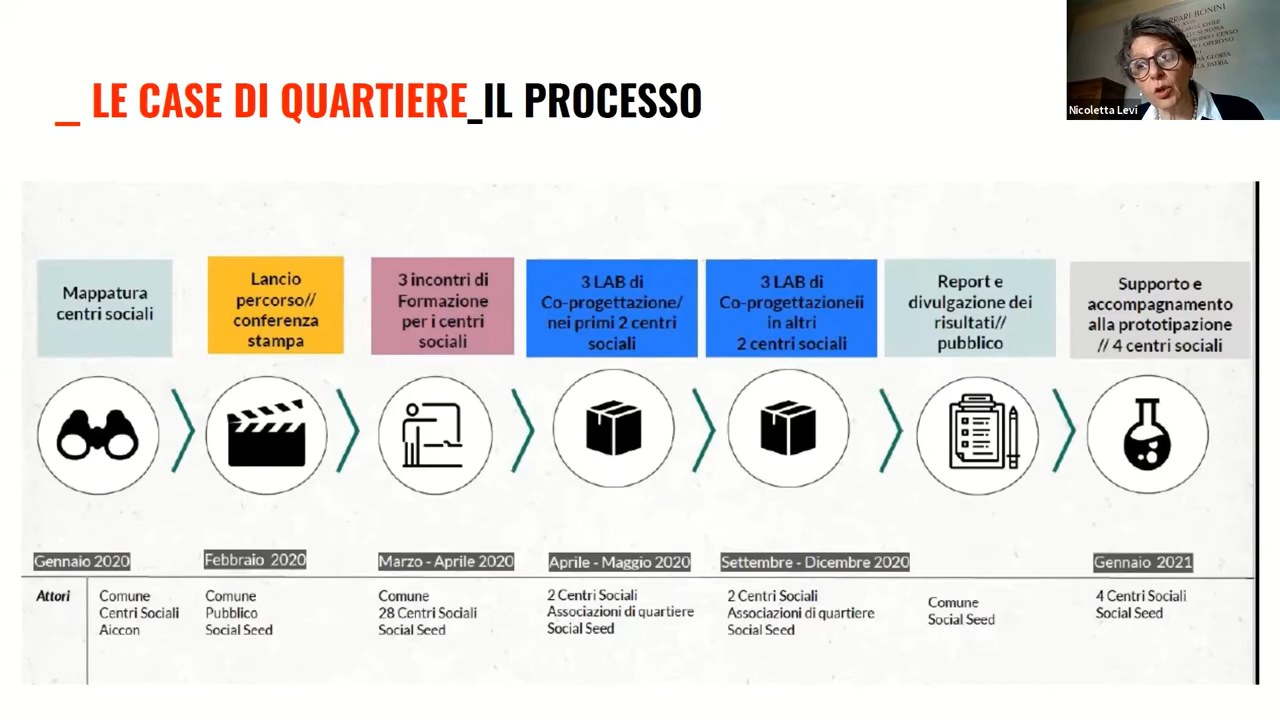 _ LE CASE DI QUARTIERE_IL PROCESSO
RRARI BONINI
Nicoletta Levi
Mappatura
centri sociali
Lancio
percorso//
conferenza
stampa
3 incontri di
Formazione
per i centri
sociali
3 LAB di
Co-progettazione/
nei primi 2 centri
sociali
3 LAB di
Co-progettazioneii
in altri
2 centri sociali
Report e
divulgazione dei
risultati//
pubblico
Supporto e
accompagnamento
alla prototipazione
// 4 centri sociali
Gennaio 2020
Febbraio 2020
Marzo - Aprile 2020
Aprile - Maggio 2020
Settembre - Dicembre 2020
Gennaio 2021
Attori
Comune
Centri Sociali
Aiccon
Comune
Pubblico
Social Seed
Comune
28 Centri Sociali
Social Seed
2 Centri Sociali
Associazioni di quartiere
Social Seed
2 Centri Sociali
Associazioni di quartiere
Social Seed
Comune
Social Seed
4 Centri Sociali
Social Seed